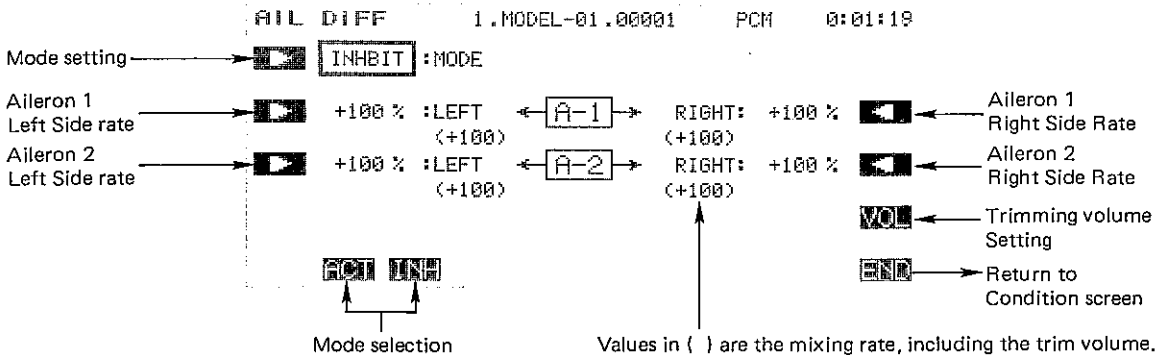 AIL DIFF 1.MODEL-01.00001 PCM 0:01:19
Mode setting INHBIT :MODE
Aileron 1
Left Side rate
+100 % :LEFT A-1 RIGHT: +100 %
(+100) (+100)
Aileron 1
Right Side Rate
Aileron 2
Left Side rate
+100 % :LEFT A-2 RIGHT: +100 %
(+100) (+100)
Aileron 2
Right Side Rate
VOL Trimming volume
Setting
ACT INH
END Return to
Condition screen
Mode selection
Values in ( ) are the mixing rate, including the trim volume.